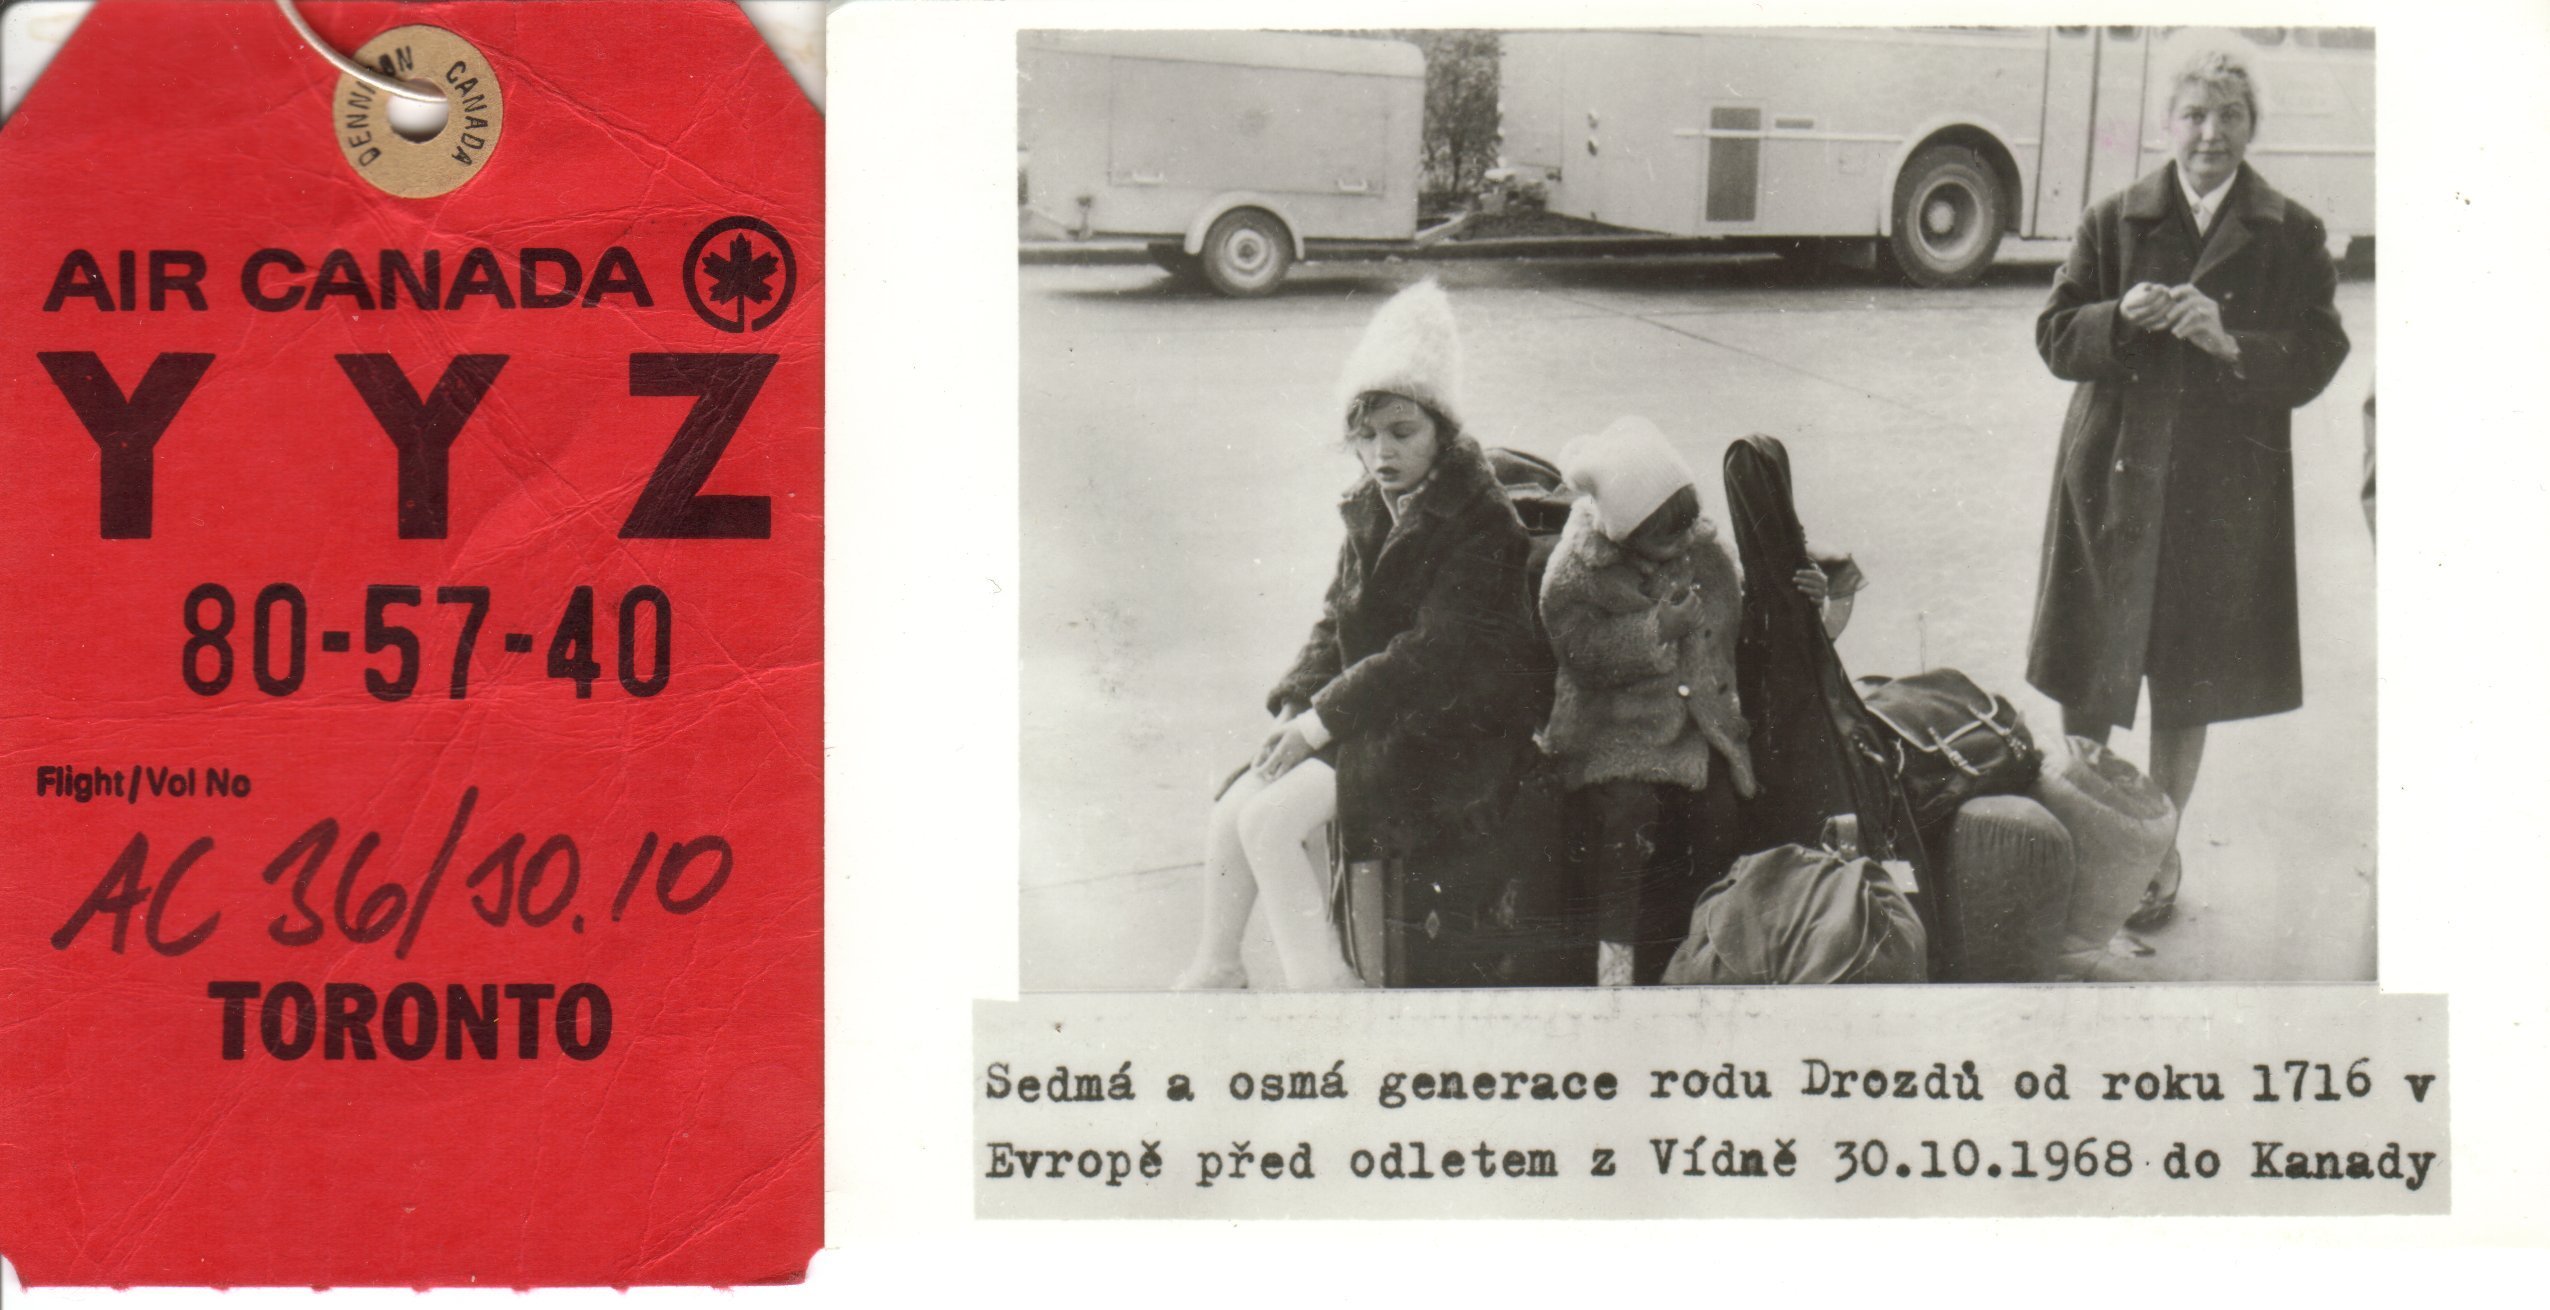 DENNISON CANADA
AIR CANADA
YYZ
80-57-40
Flight/Vol No
AC 36/30.10
TORONTO
Sedmá a osmá generace rodu Drozdů od roku 1716 v
Evropě před odletem z Vídně 30.10.1968 do Kanady